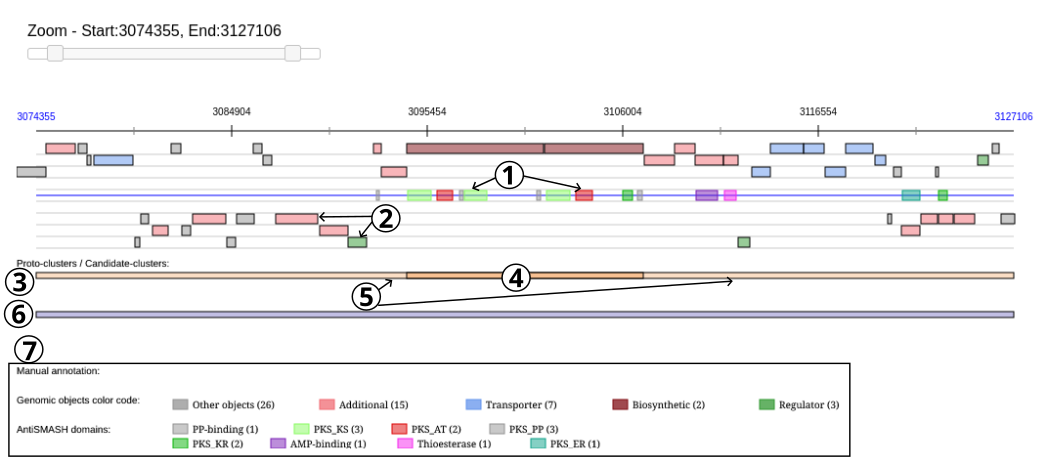 Zoom - Start:3074355, End:3127106
3074355 3084904 3095454 3106004 3116554 3127106
1
2
Proto-clusters / Candidate-clusters:
3 4
5
6
7
Manual annotation:
Genomic objects color code: Other objects (26) Additional (15) Transporter (7) Biosynthetic (2) Regulator (3)
AntiSMASH domains: PP-binding (1) PKS_KS (3) PKS_AT (2) PKS_PP (3)
PKS_KR (2) AMP-binding (1) Thioesterase (1) PKS_ER (1)